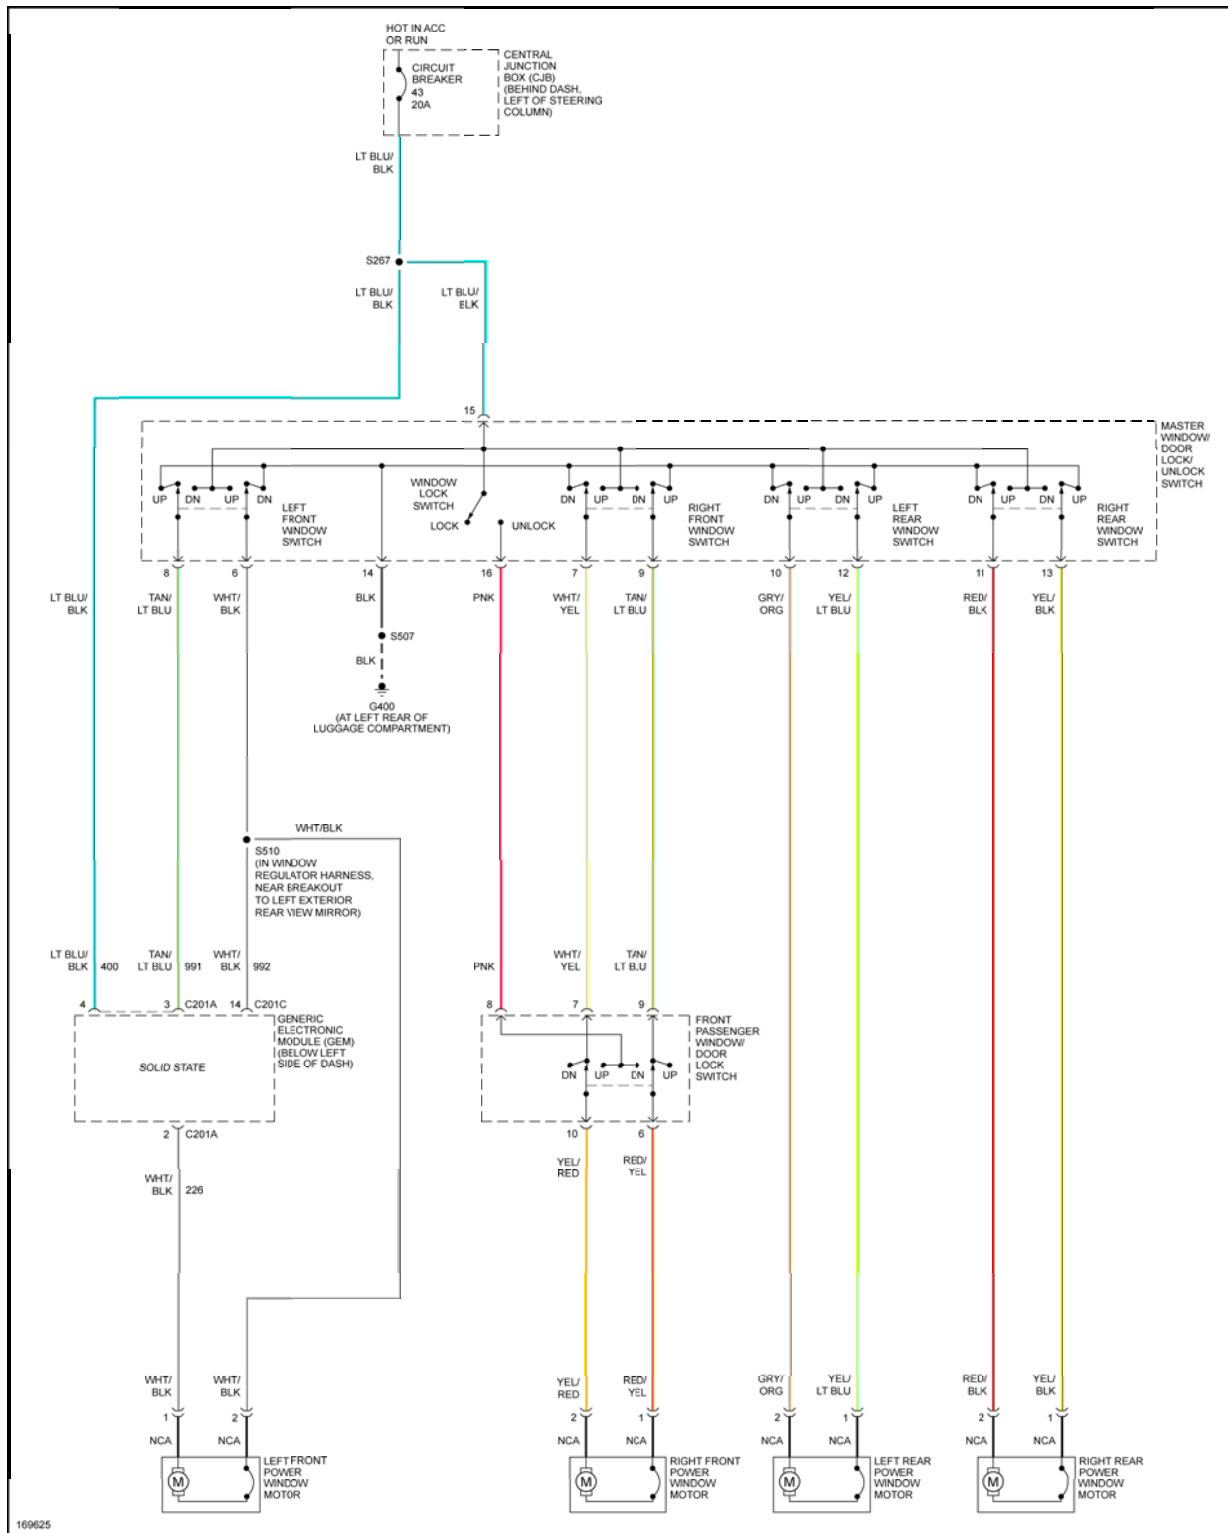 HOT IN ACC
OR RUN
CIRCUIT
BREAKER
43
20A
CENTRAL
JUNCTION
BOX (CJB)
(BEHIND DASH,
LEFT OF STEERING
COLUMN)
LT BLU/
BLK
S267
LT BLU/
BLK
LT BLU/
BLK
15
MASTER
WINDOW/
DOOR
LOCK/
UNLOCK
SWITCH
UP DN UP DN
LEFT
FRONT
WINDOW
SWITCH
WINDOW
LOCK
SWITCH
LOCK UNLOCK
DN UP DN UP
RIGHT
FRONT
WINDOW
SWITCH
DN UP DN UP
LEFT
REAR
WINDOW
SWITCH
DN UP DN UP
RIGHT
REAR
WINDOW
SWITCH
8 6 14 16 7 9 10 12 11 13
LT BLU/
BLK
TAN/
LT BLU
WHT/
BLK
BLK
PNK
WHT/
YEL
TAN/
LT BLU
GRY/
ORG
YEL/
LT BLU
RED/
BLK
YEL/
BLK
S507
BLK
G400
(AT LEFT REAR OF
LUGGAGE COMPARTMENT)
WHT/BLK
S510
(IN WINDOW
REGULATOR HARNESS,
NEAR BREAKOUT
TO LEFT EXTERIOR
REAR VIEW MIRROR)
LT BLU/
BLK 400
TAN/
LT BLU 991
WHT/
BLK 992
PNK
WHT/
YEL
TAN/
LT BLU
4 3 C201A 14 C201C
8 7 9
GENERIC
ELECTRONIC
MODULE (GEM)
(BELOW LEFT
SIDE OF DASH)
SOLID STATE
FRONT
PASSENGER
WINDOW/
DOOR
LOCK
SWITCH
DN UP DN UP
2 C201A
10 6
WHT/
BLK 226
YEL/
RED
RED/
YEL
WHT/
BLK
WHT/
BLK
YEL/
RED
RED/
YEL
GRY/
ORG
YEL/
LT BLU
RED/
BLK
YEL/
BLK
1 2 2 1 2 1 2 1
NCA NCA NCA NCA NCA NCA NCA NCA
M
LEFT FRONT
POWER
WINDOW
MOTOR
M
RIGHT FRONT
POWER
WINDOW
MOTOR
M
LEFT REAR
POWER
WINDOW
MOTOR
M
RIGHT REAR
POWER
WINDOW
MOTOR
169625